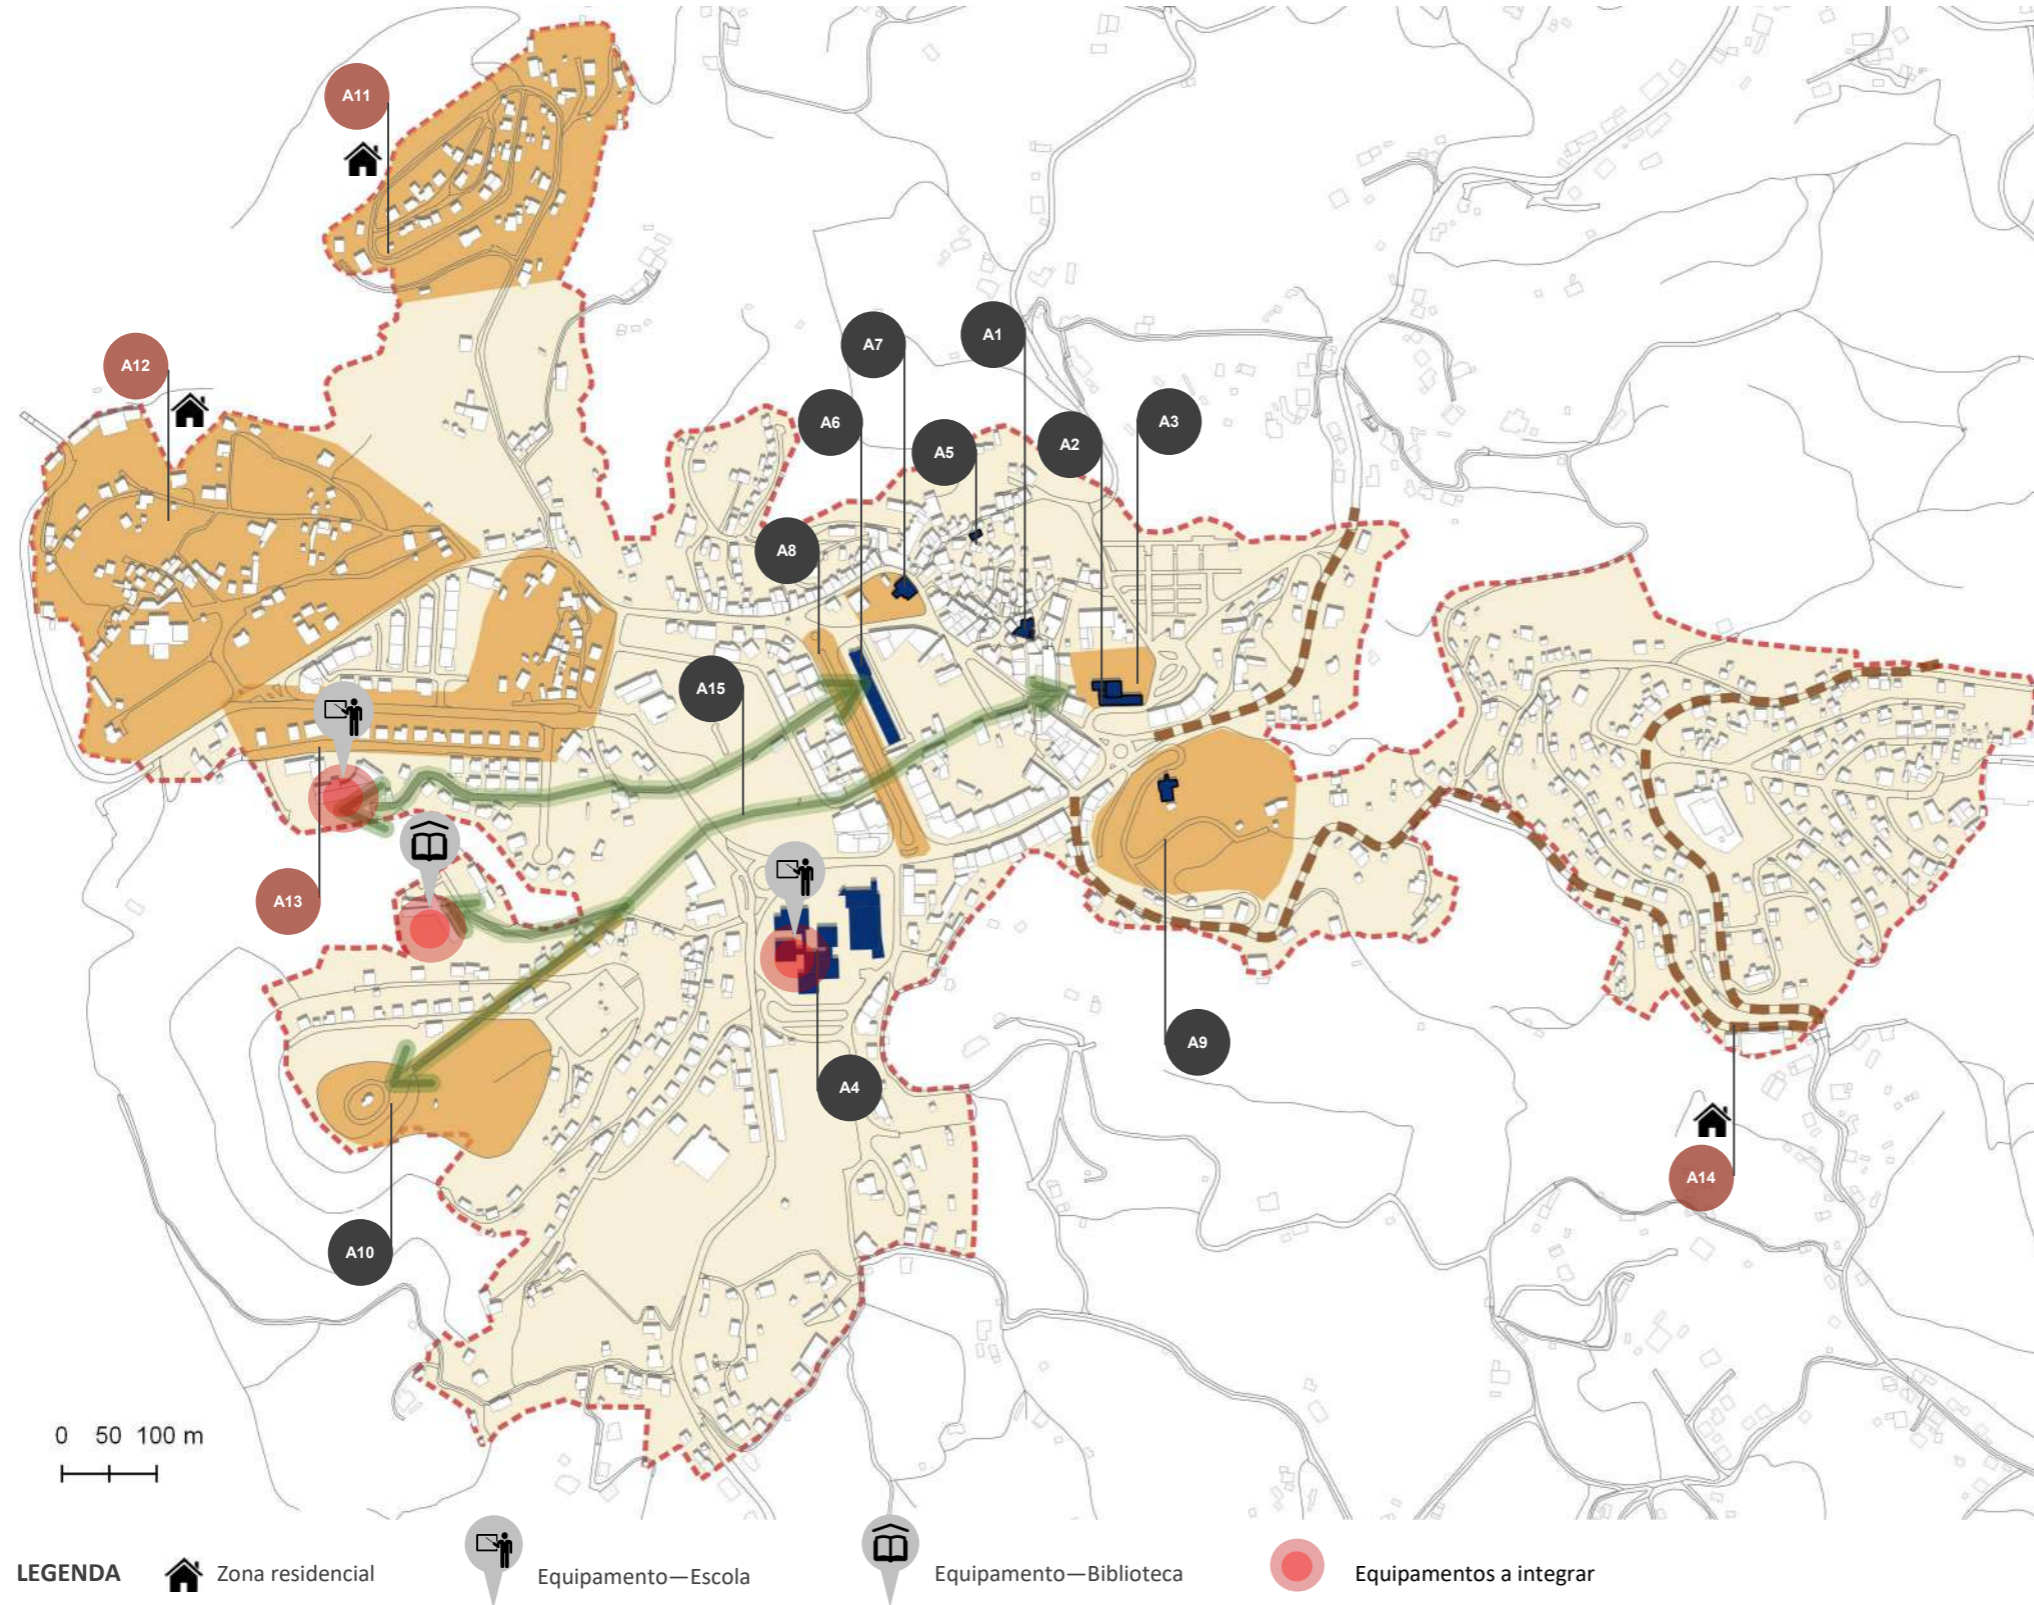 A11
A7
A1
A12
A6
A3
A5
A2
A8
A15
A13
A9
A4
A14
A10
0 50 100 m
LEGENDA Zona residencial Equipamento—Escola Equipamento—Biblioteca Equipamentos a integrar